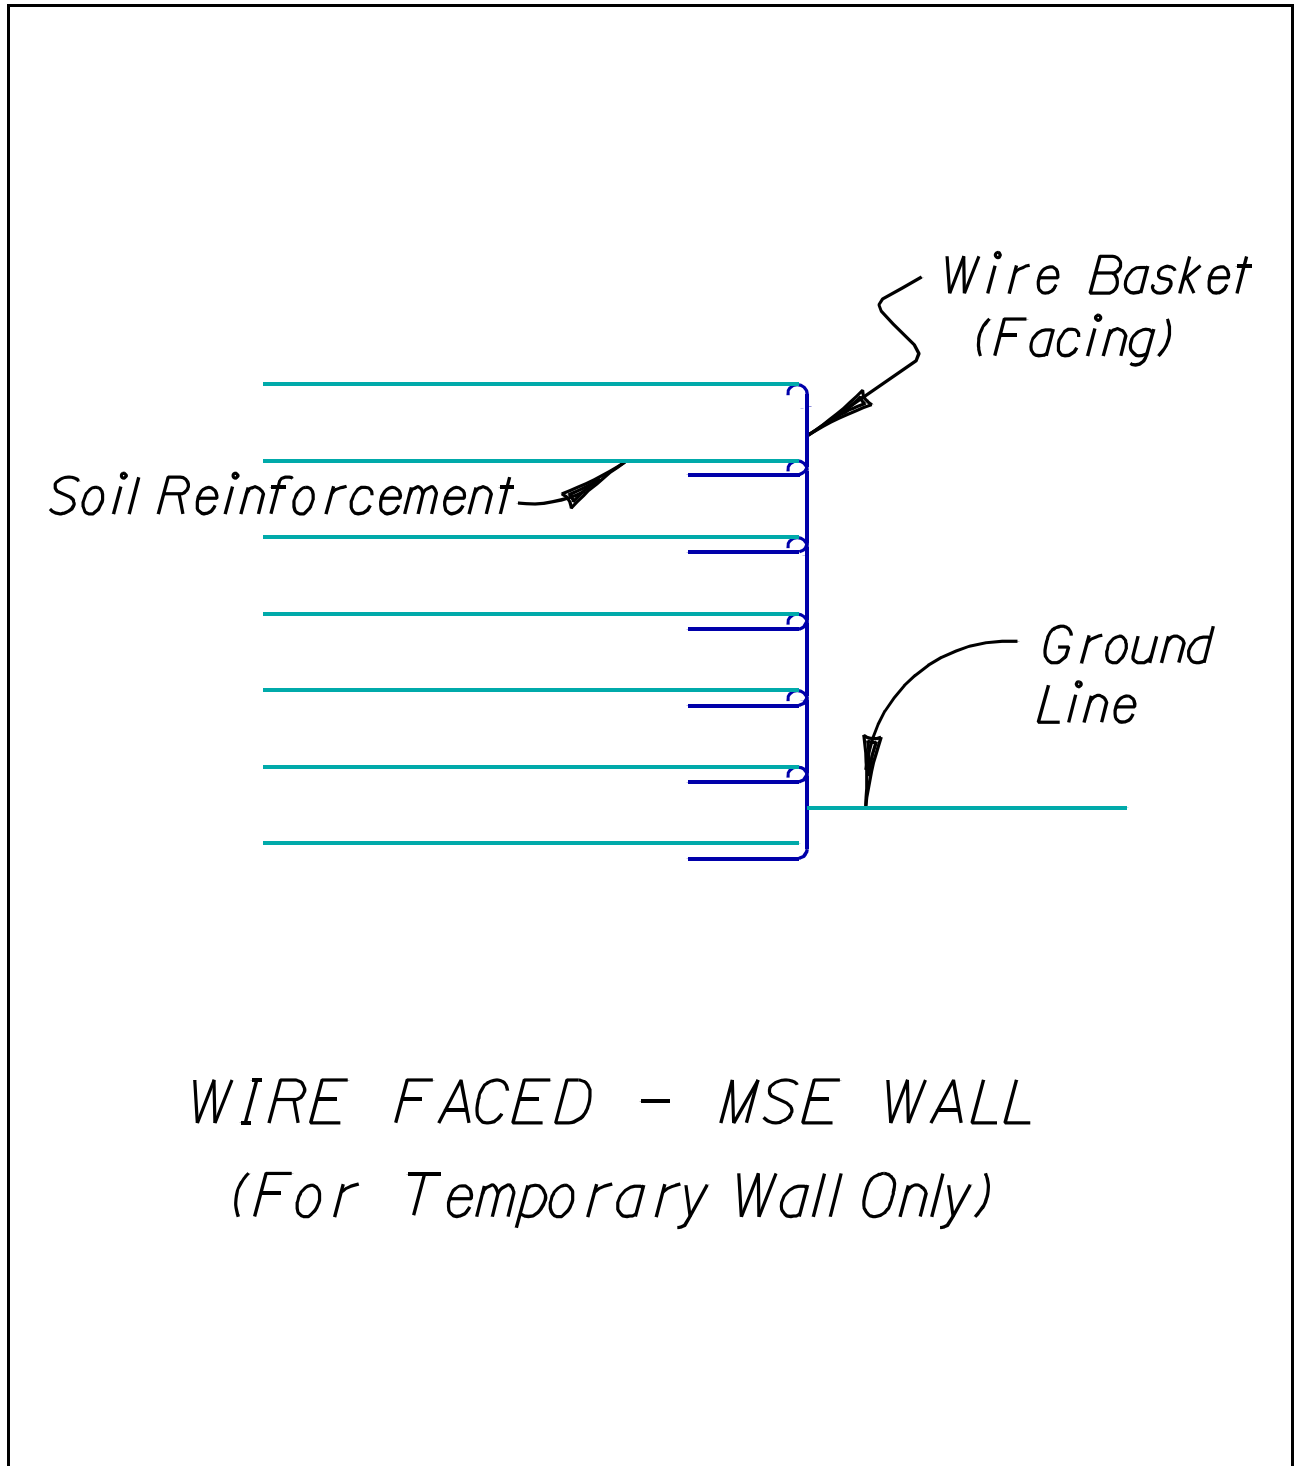 Wire Basket
(Facing)
Soil Reinforcement
Ground
Line
WIRE FACED - MSE WALL
(For Temporary Wall Only)